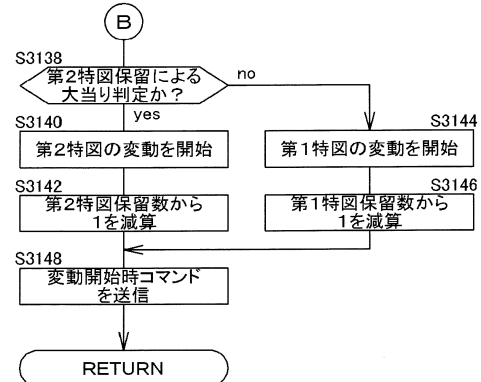 B
S3138
第2特図保留による
大当り判定か？
no
yes
S3140
第2特図の変動を開始
S3144
第1特図の変動を開始
S3142
第2特図保留数から
1を減算
S3146
第1特図保留数から
1を減算
S3148
変動開始時コマンド
を送信
RETURN